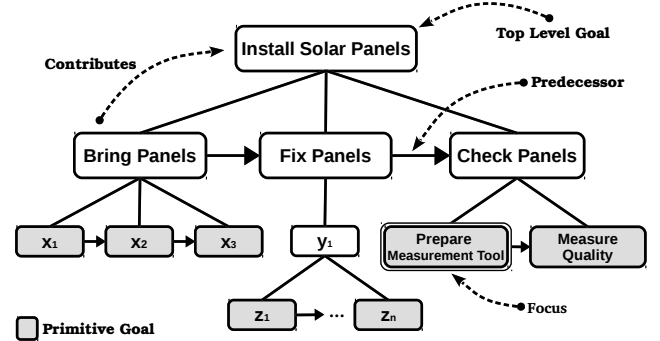 Install Solar Panels
Top Level Goal
Contributes
Predecessor
Bring Panels
Fix Panels
Check Panels
x₁
x₂
x₃
y₁
Prepare
Measurement Tool
Measure
Quality
z₁
...
zₙ
Focus
Primitive Goal